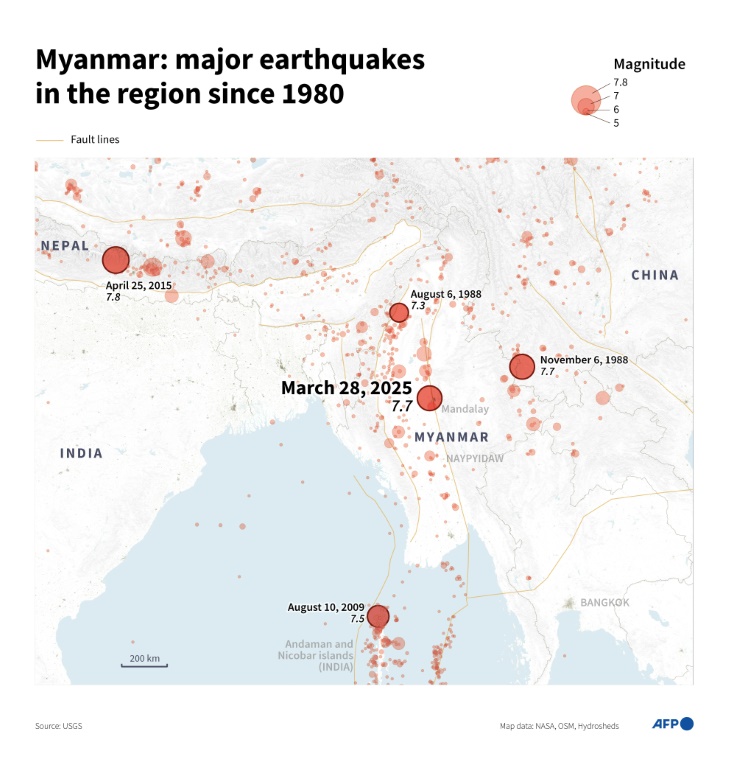 Myanmar: major earthquakes
in the region since 1980
Magnitude
7.8
7
6
5
Fault lines
NEPAL
April 25, 2015
7.8
CHINA
August 6, 1988
7.3
November 6, 1988
7.7
March 28, 2025
7.7
Mandalay
MYANMAR
INDIA
NAYPYIDAW
August 10, 2009
7.5
BANGKOK
Andaman and
Nicobar islands
(INDIA)
200 km
Source: USGS
Map data: NASA, OSM, Hydrosheds
AFP